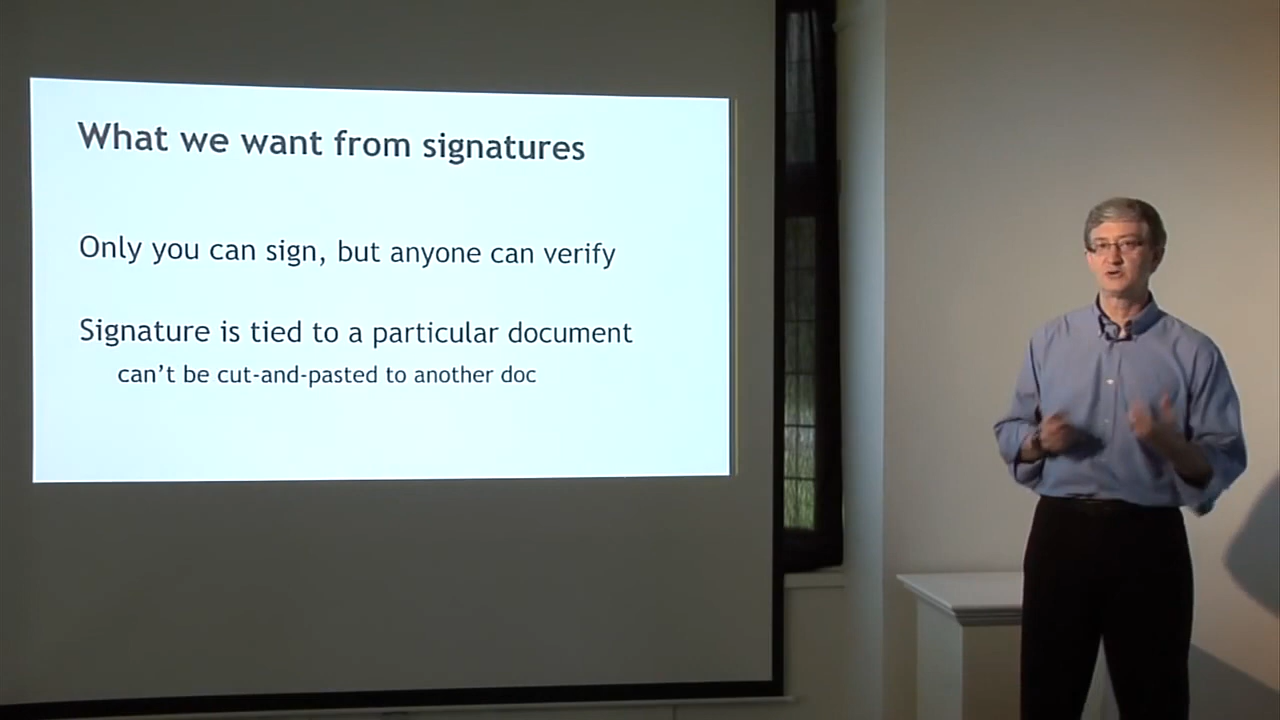 What we want from signatures
Only you can sign, but anyone can verify
Signature is tied to a particular document
can't be cut-and-pasted to another doc